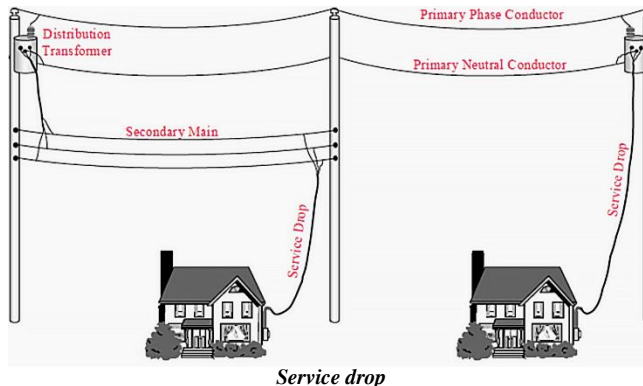 Primary Phase Conductor
Distribution
Transformer
Primary Neutral Conductor
Secondary Main
Service Drop
Service Drop
Service drop